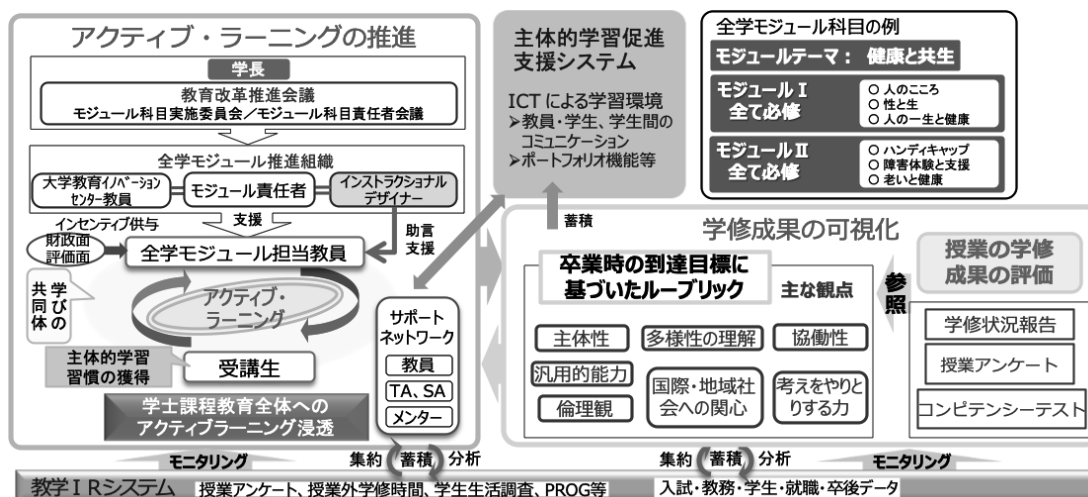 アクティブ・ラーニングの推進
学長
教育改革推進会議
モジュール科目実施委員会／モジュール科目責任者会議
全学モジュール推進組織
大学教育イノベーション
センター教員
モジュール責任者
インストラクショナル
デザイナー
インセンティブ供与
支援
財政面
評価面
全学モジュール担当教員
助言
支援
学びの
共同体
アクティブ・
ラーニング
主体的学習
習慣の獲得
受講生
サポート
ネットワーク
教員
TA、SA
メンター
学士課程教育全体への
アクティブラーニング浸透
主体的学習促進
支援システム
ICTによる学習環境
➢教員・学生、学生間の
コミュニケーション
➢ポートフォリオ機能等
蓄積
全学モジュール科目の例
モジュールテーマ： 健康と共生
モジュールⅠ
全て必修
○ 人のこころ
○ 性と生
○ 人の一生と健康
モジュールⅡ
全て必修
○ ハンディキャップ
○ 障害体験と支援
○ 老いと健康
学修成果の可視化
卒業時の到達目標に
基づいたルーブリック
主な観点
主体性
多様性の理解
協働性
汎用的能力
倫理観
国際・地域社
会への関心
考えをやりと
りする力
参照
授業の学修
成果の評価
学修状況報告
授業アンケート
コンピテンシーテスト
モニタリング
集約
蓄積
分析
集約
蓄積
分析
モニタリング
教学ＩＲシステム
授業アンケート、授業外学修時間、学生生活調査、PROG等
入試・教務・学生・就職・卒後データ